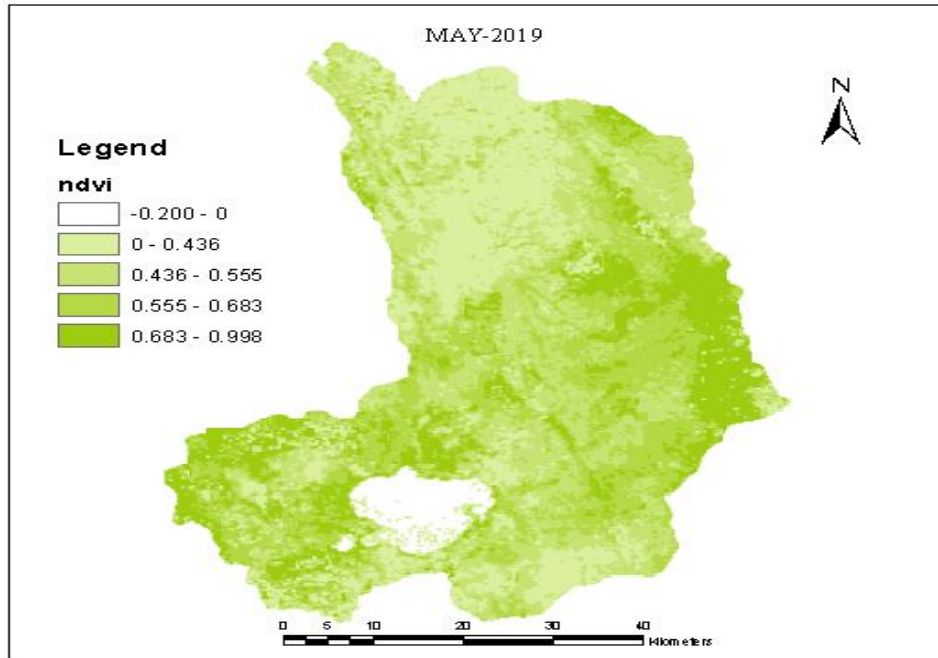 MAY-2019
N
Legend
ndvi
-0.200 - 0
0 - 0.436
0.436 - 0.555
0.555 - 0.683
0.683 - 0.998
0 5 10 20 30 40
Kilometers